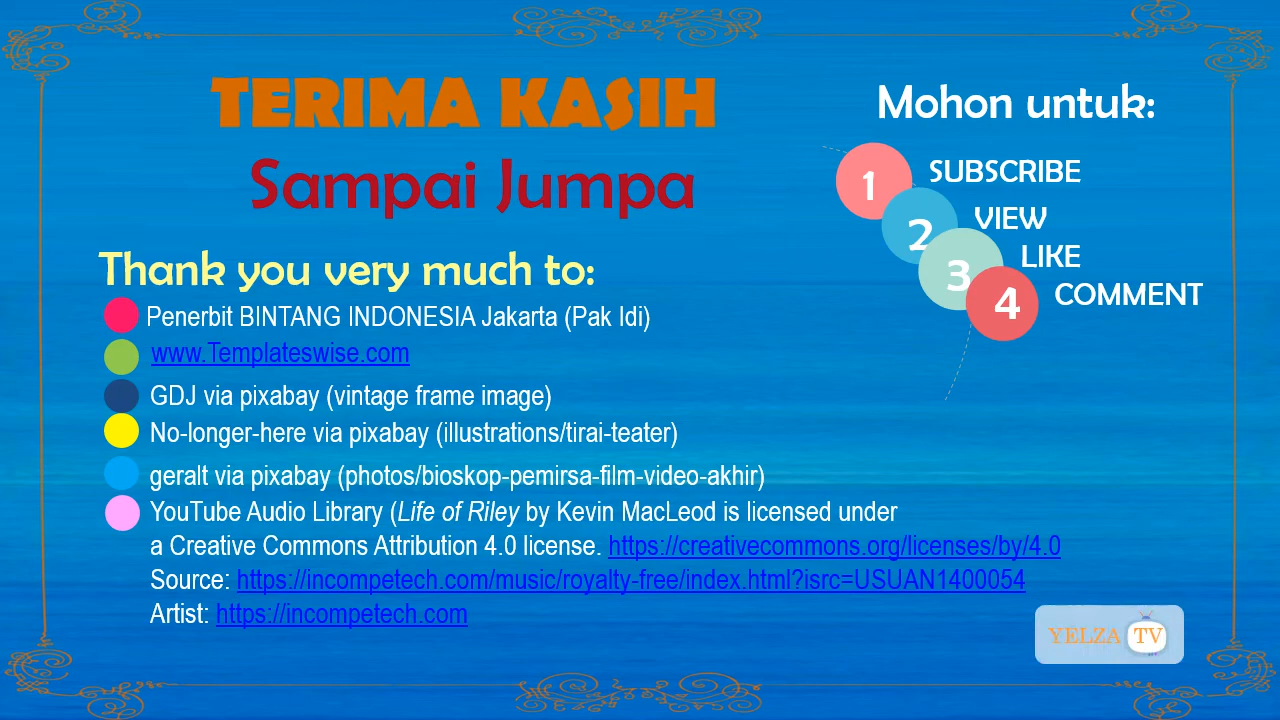 TERIMA KASIH
Sampai Jumpa
Thank you very much to:
Penerbit BINTANG INDONESIA Jakarta (Pak Idi)
www.Templateswise.com
GDJ via pixabay (vintage frame image)
No-longer-here via pixabay (illustrations/tirai-teater)
geralt via pixabay (photos/bioskop-pemirsa-film-video-akhir)
YouTube Audio Library (Life of Riley by Kevin MacLeod is licensed under
a Creative Commons Attribution 4.0 license. https://creativecommons.org/licenses/by/4.0
Source: https://incompetech.com/music/royalty-free/index.html?isrc=USUAN1400054
Artist: https://incompetech.com
Mohon untuk:
1 SUBSCRIBE
2 VIEW
3 LIKE
4 COMMENT
YELZA TV